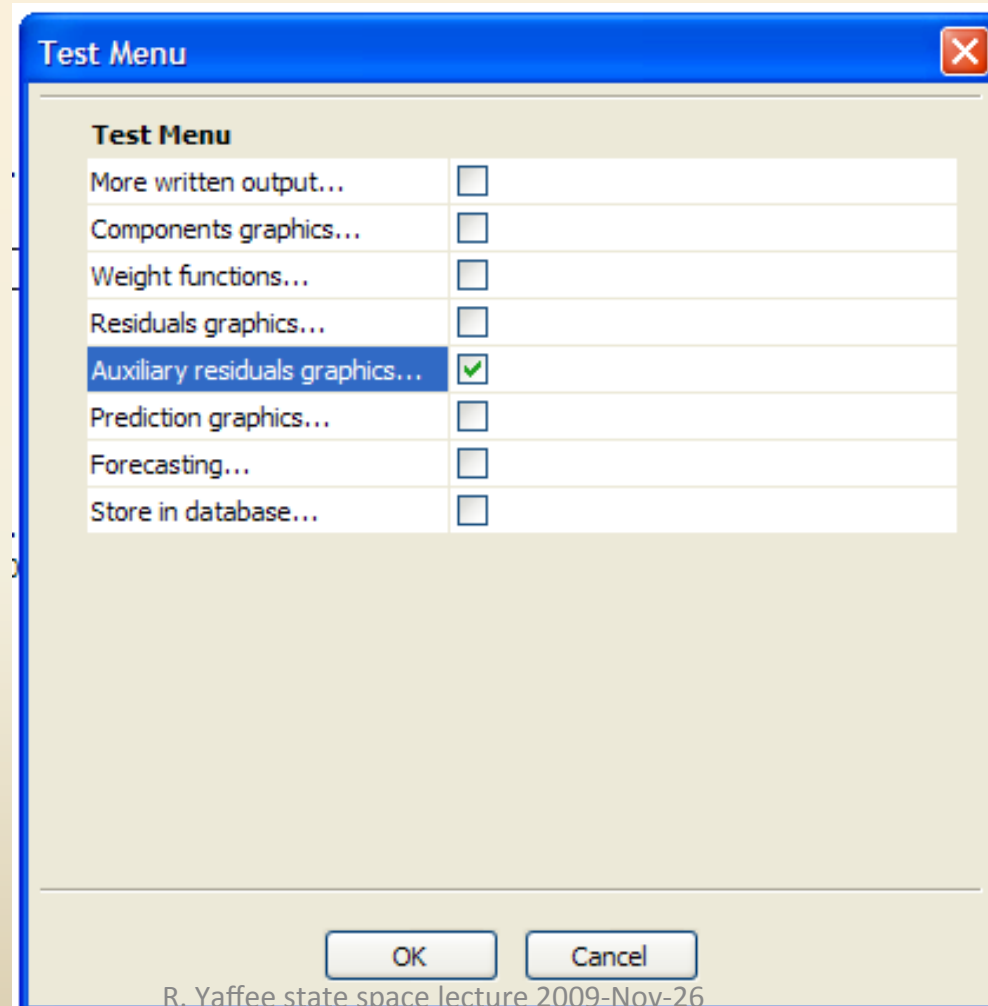 Test Menu
Test Menu
More written output...
Components graphics...
Weight functions...
Residuals graphics...
Auxiliary residuals graphics...
Prediction graphics...
Forecasting...
Store in database...
OK Cancel
R. Yaffee state space lecture 2009-Nov-26